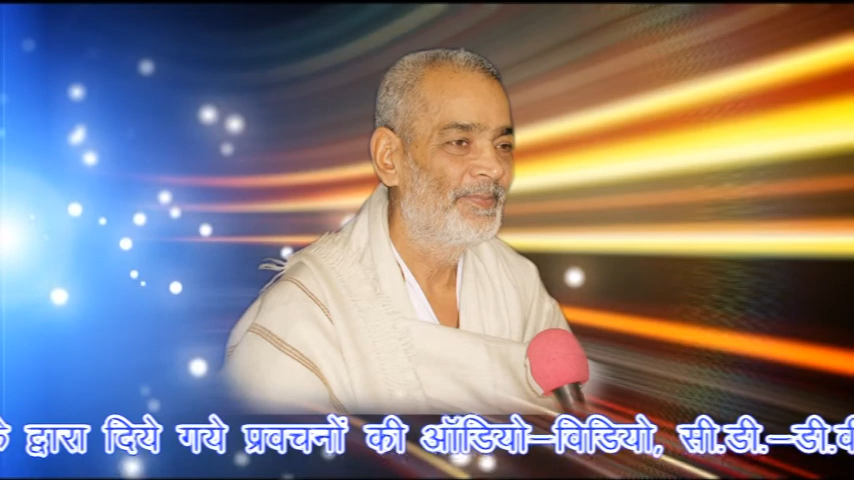 के द्वारा दिये गये प्रवचनों की ऑडियो–विडियो, सी.डी.–डी.वी